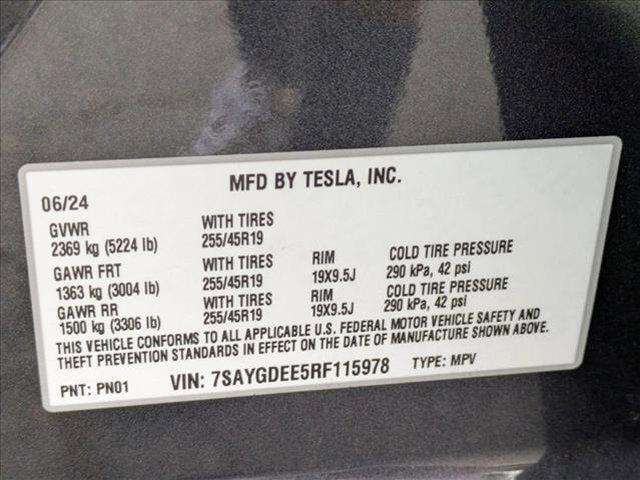 MFD BY TESLA, INC.
06/24
GVWR WITH TIRES
2369 kg (5224 lb) 255/45R19
GAWR FRT WITH TIRES RIM COLD TIRE PRESSURE
1363 kg (3004 lb) 255/45R19 19X9.5J 290 kPa, 42 psi
GAWR RR WITH TIRES RIM COLD TIRE PRESSURE
1500 kg (3306 lb) 255/45R19 19X9.5J 290 kPa, 42 psi
THIS VEHICLE CONFORMS TO ALL APPLICABLE U.S. FEDERAL MOTOR VEHICLE SAFETY AND
THEFT PREVENTION STANDARDS IN EFFECT ON THE DATE OF MANUFACTURE SHOWN ABOVE.
PNT: PN01 VIN: 7SAYGDEE5RF115978 TYPE: MPV